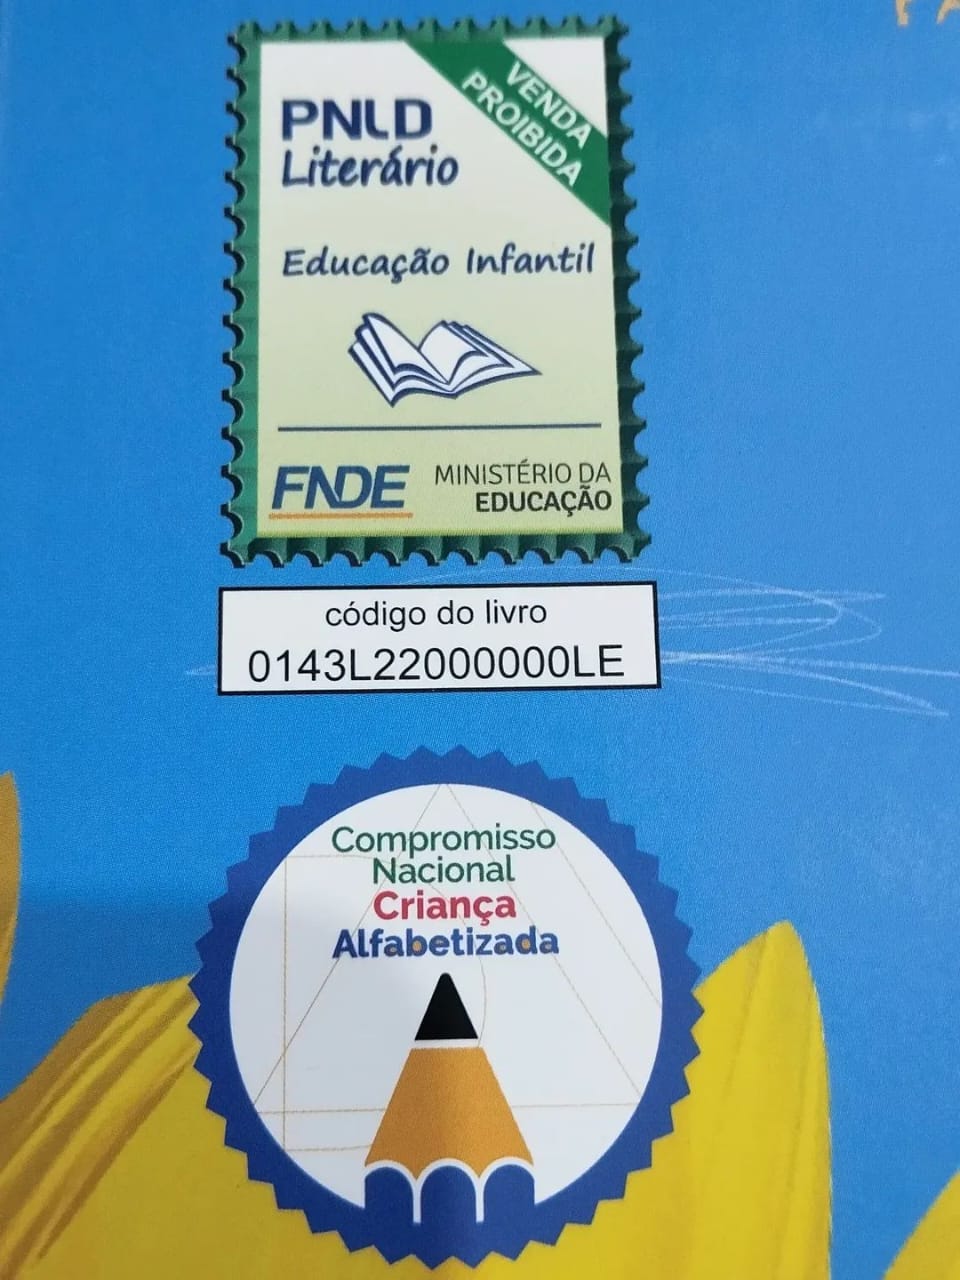 VENDA
PROIBIDA
PNLD
Literário
Educação Infantil
FNDE
MINISTÉRIO DA
EDUCAÇÃO
código do livro
0143L22000000LE
Compromisso
Nacional
Criança
Alfabetizada